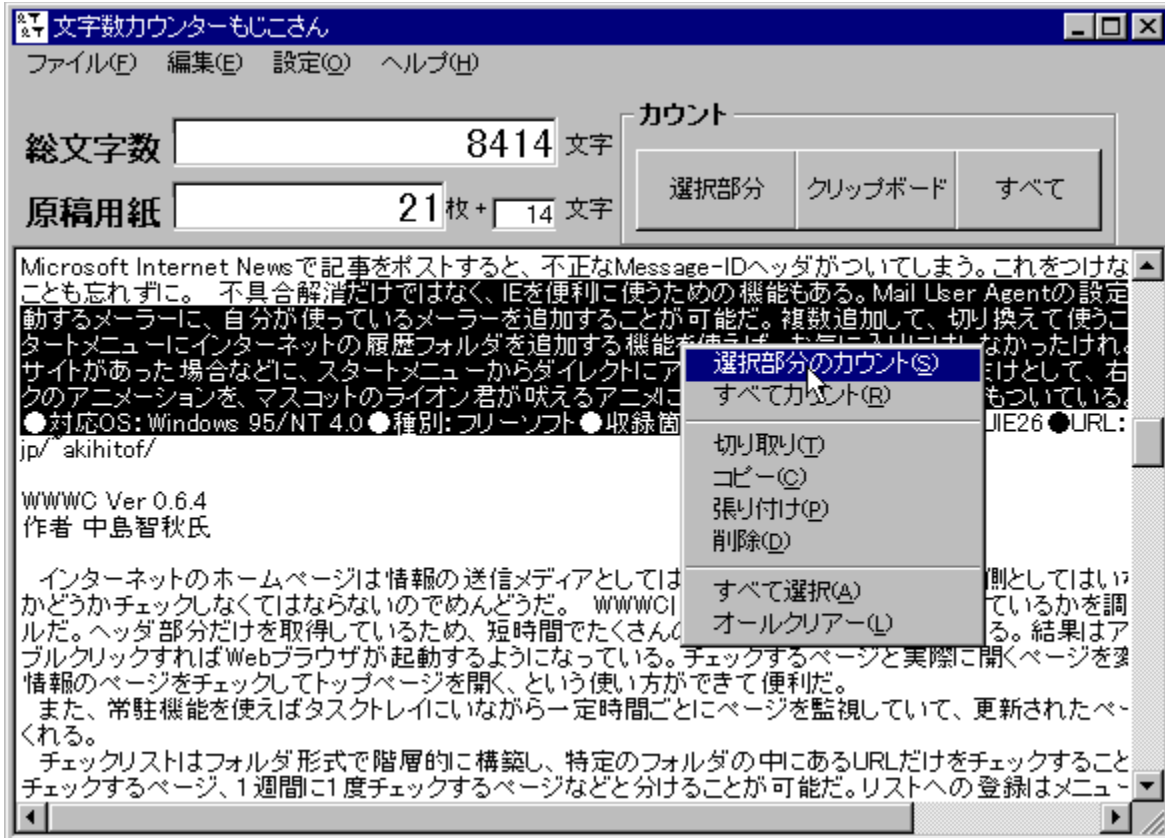 文字数カウンターもじこさん
ファイル(F) 編集(E) 設定(O) ヘルプ(H)
総文字数 8414 文字
原稿用紙 21 枚 + 14 文字
カウント
選択部分 クリップボード すべて
Microsoft Internet Newsで記事をポストすると、不正なMessage-IDヘッダがついてしまう。これをつけな
ことも忘れずに。 不具合解消だけではなく、IEを便利に使うための機能もある。Mail User Agentの設定
動するメーラーに、自分が使っているメーラーを追加することが可能だ。複数追加して、切り換えて使うこ
タートメニューにインターネットの履歴フォルダを追加する機能を使えば、お気に入りにはしなかったけれ
サイトがあった場合などに、スタートメニューからダイレクトにア だけとして、右
クのアニメーションを、マスコットのライオン君が吠えるアニメに もついている。
●対応OS: Windows 95/NT 4.0●種別: フリーソフト●収録箇 UIE26●URL:
jp/~akihitof/
WWWC Ver 0.6.4
作者 中島智秋氏
インターネットのホームページは情報の送信メディアとしては 側としてはいち
かどうかチェックしなくてはならないのでめんどうだ。 WWWC ているかを調
ルだ。ヘッダ部分だけを取得しているため、短時間でたくさんの る。結果はア
ブルクリックすればWebブラウザが起動するようになっている。チェックするページと実際に開くページを変
情報のページをチェックしてトップページを開く、という使い方ができて便利だ。
また、常駐機能を使えばタスクトレイにいながら一定時間ごとにページを監視していて、更新されたペー
くれる。
チェックリストはフォルダ形式で階層的に構築し、特定のフォルダの中にあるURLだけをチェックすること
チェックするページ、1週間に1度チェックするページなどと分けることが可能だ。リストへの登録はメニュー
選択部分のカウント(S)
すべてカウント(R)
切り取り(T)
コピー(C)
張り付け(P)
削除(D)
すべて選択(A)
オールクリアー(L)